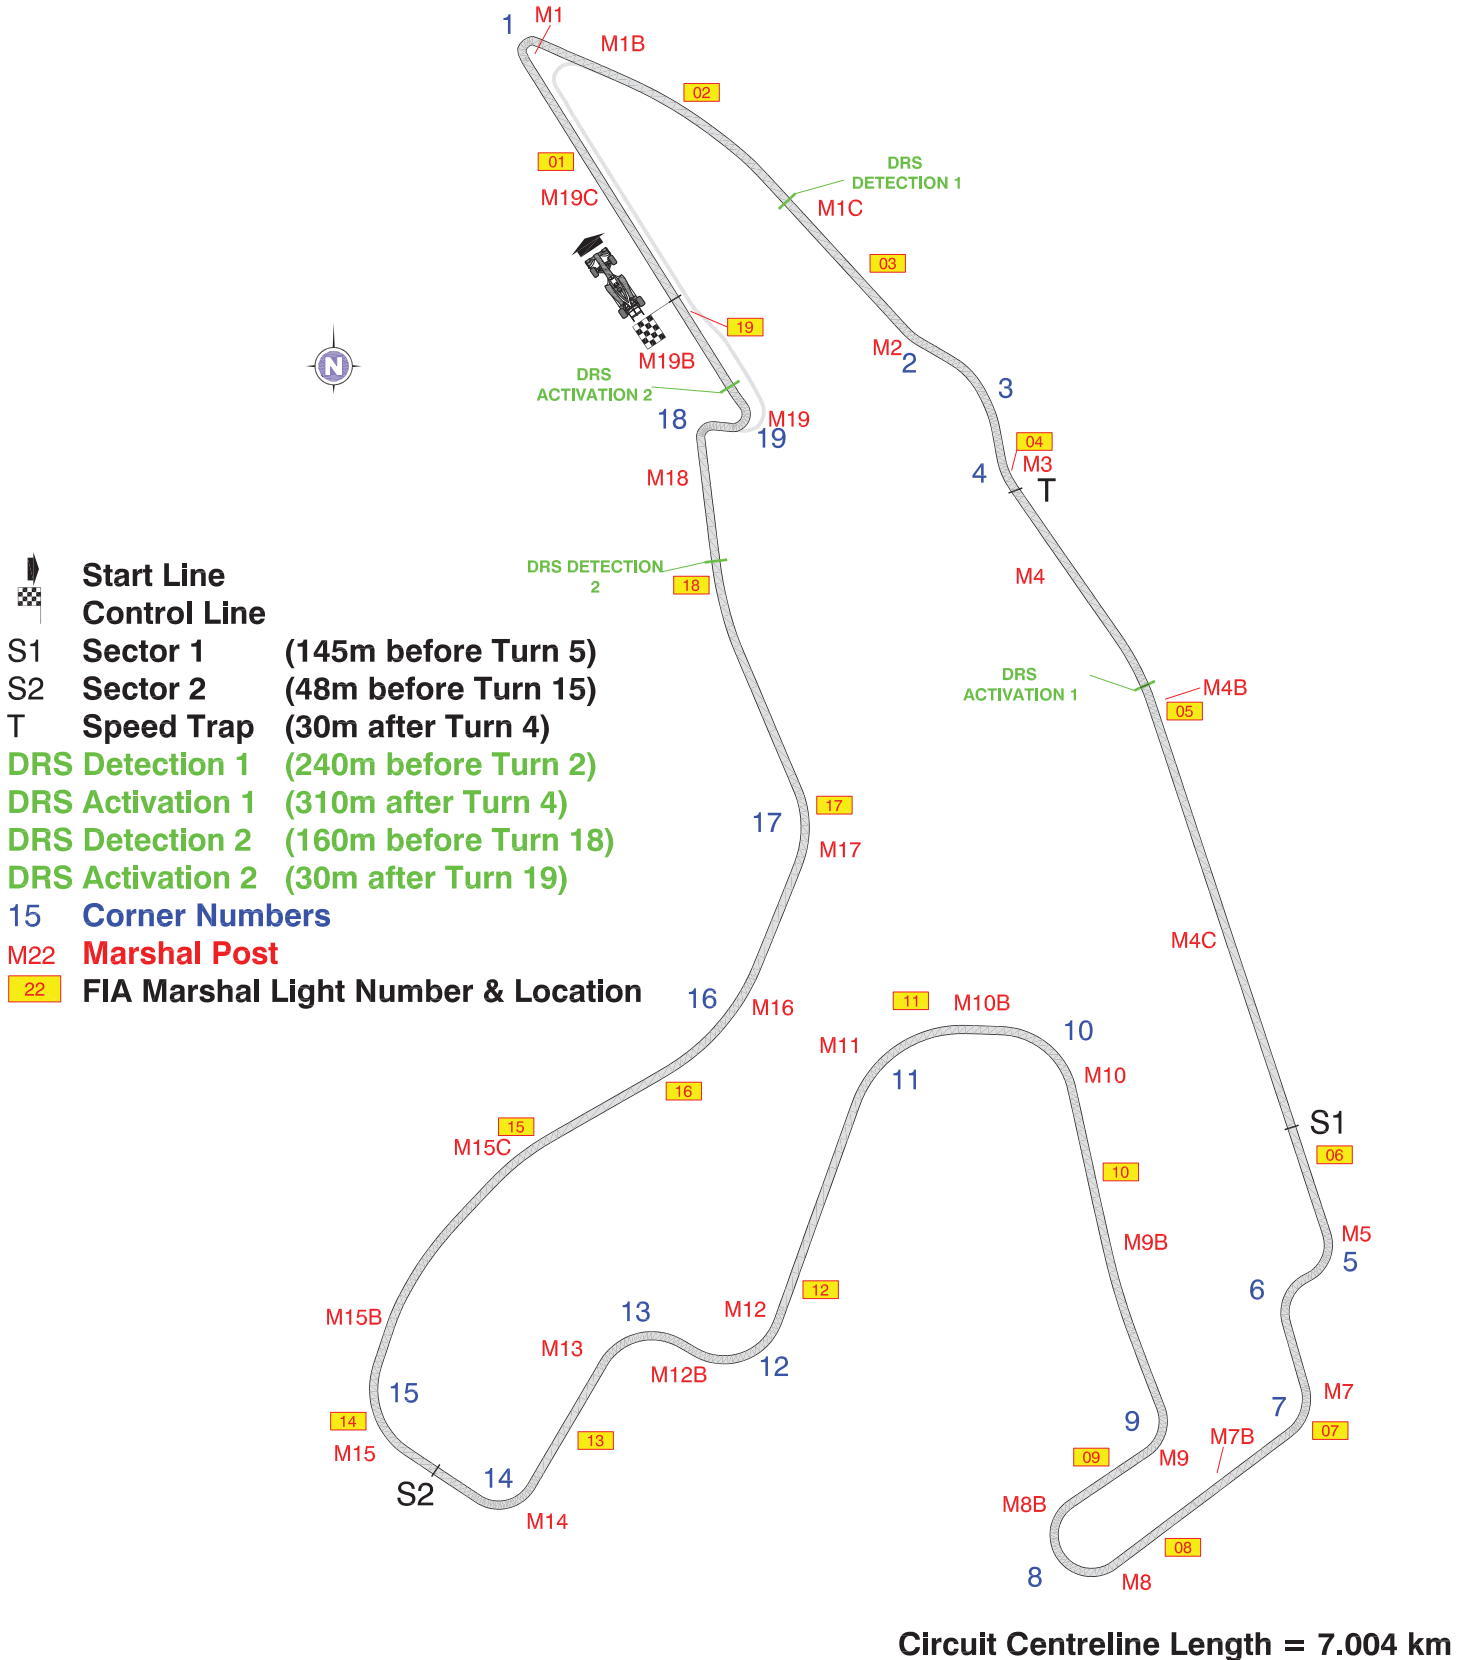 1
M1
M1B
02
01
DRS
DETECTION 1
M19C
M1C
03
19
M19B
M2
2
DRS
ACTIVATION 2
3
18
M19
19
04
M3
4
T
M18
DRS DETECTION
2
18
M4
DRS
ACTIVATION 1
M4B
05
N
Start Line
Control Line
S1 Sector 1 (145m before Turn 5)
S2 Sector 2 (48m before Turn 15)
T Speed Trap (30m after Turn 4)
DRS Detection 1 (240m before Turn 2)
DRS Activation 1 (310m after Turn 4)
DRS Detection 2 (160m before Turn 18)
DRS Activation 2 (30m after Turn 19)
15 Corner Numbers
M22 Marshal Post
22 FIA Marshal Light Number & Location
17
17
M17
M4C
16
M16
11
M10B
10
M11
11
M10
16
15
M15C
S1
06
10
M9B
M5
5
6
12
M12
M15B
13
M13
M12B
12
15
14
M15
13
9
7
M7
07
M7B
M9
09
S2
14
M14
M8B
08
8
M8
Circuit Centreline Length = 7.004 km